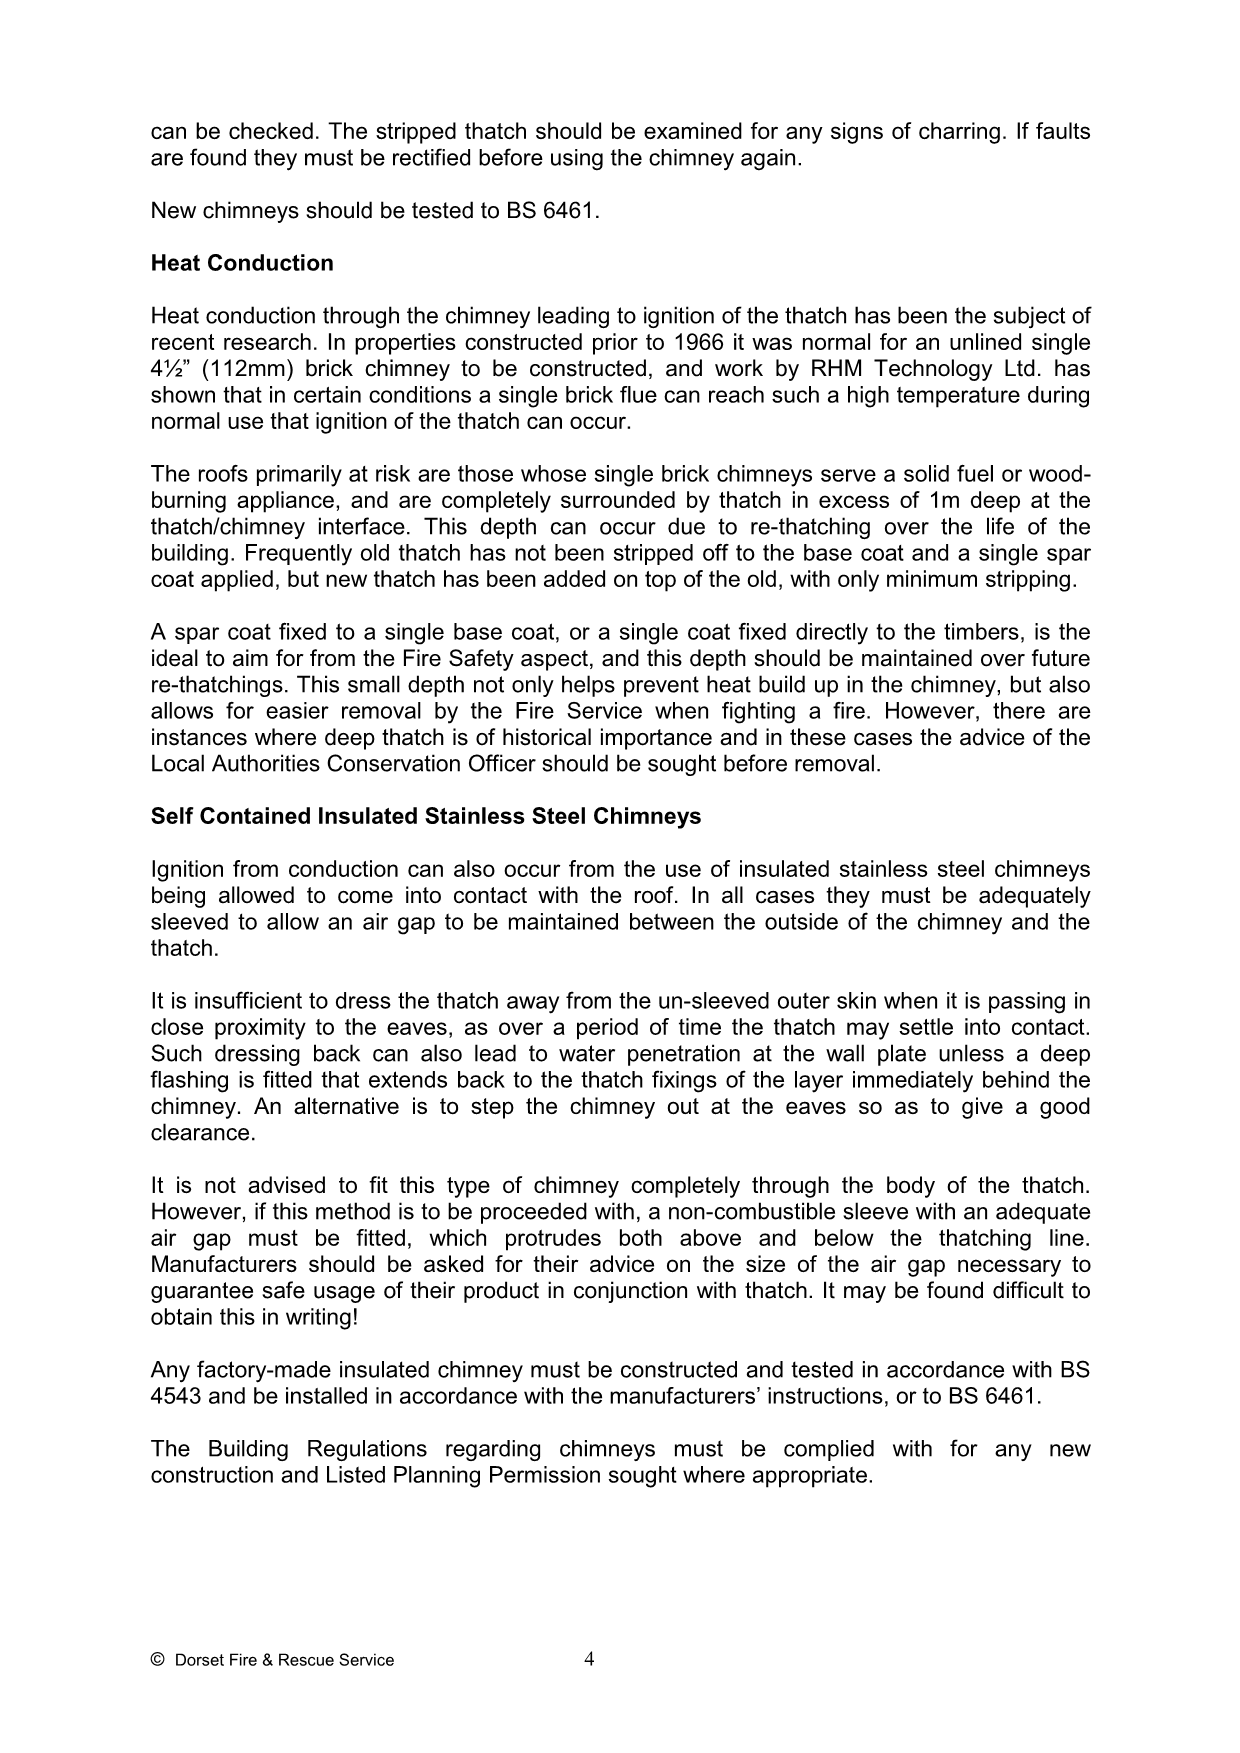 can be checked. The stripped thatch should be examined for any signs of charring. If faults
are found they must be rectified before using the chimney again.
New chimneys should be tested to BS 6461.
Heat Conduction
Heat conduction through the chimney leading to ignition of the thatch has been the subject of
recent research. In properties constructed prior to 1966 it was normal for an unlined single
4½” (112mm) brick chimney to be constructed, and work by RHM Technology Ltd. has
shown that in certain conditions a single brick flue can reach such a high temperature during
normal use that ignition of the thatch can occur.
The roofs primarily at risk are those whose single brick chimneys serve a solid fuel or wood-
burning appliance, and are completely surrounded by thatch in excess of 1m deep at the
thatch/chimney interface. This depth can occur due to re-thatching over the life of the
building. Frequently old thatch has not been stripped off to the base coat and a single spar
coat applied, but new thatch has been added on top of the old, with only minimum stripping.
A spar coat fixed to a single base coat, or a single coat fixed directly to the timbers, is the
ideal to aim for from the Fire Safety aspect, and this depth should be maintained over future
re-thatchings. This small depth not only helps prevent heat build up in the chimney, but also
allows for easier removal by the Fire Service when fighting a fire. However, there are
instances where deep thatch is of historical importance and in these cases the advice of the
Local Authorities Conservation Officer should be sought before removal.
Self Contained Insulated Stainless Steel Chimneys
Ignition from conduction can also occur from the use of insulated stainless steel chimneys
being allowed to come into contact with the roof. In all cases they must be adequately
sleeved to allow an air gap to be maintained between the outside of the chimney and the
thatch.
It is insufficient to dress the thatch away from the un-sleeved outer skin when it is passing in
close proximity to the eaves, as over a period of time the thatch may settle into contact.
Such dressing back can also lead to water penetration at the wall plate unless a deep
flashing is fitted that extends back to the thatch fixings of the layer immediately behind the
chimney. An alternative is to step the chimney out at the eaves so as to give a good
clearance.
It is not advised to fit this type of chimney completely through the body of the thatch.
However, if this method is to be proceeded with, a non-combustible sleeve with an adequate
air gap must be fitted, which protrudes both above and below the thatching line.
Manufacturers should be asked for their advice on the size of the air gap necessary to
guarantee safe usage of their product in conjunction with thatch. It may be found difficult to
obtain this in writing!
Any factory-made insulated chimney must be constructed and tested in accordance with BS
4543 and be installed in accordance with the manufacturers’ instructions, or to BS 6461.
The Building Regulations regarding chimneys must be complied with for any new
construction and Listed Planning Permission sought where appropriate.
© Dorset Fire & Rescue Service 4